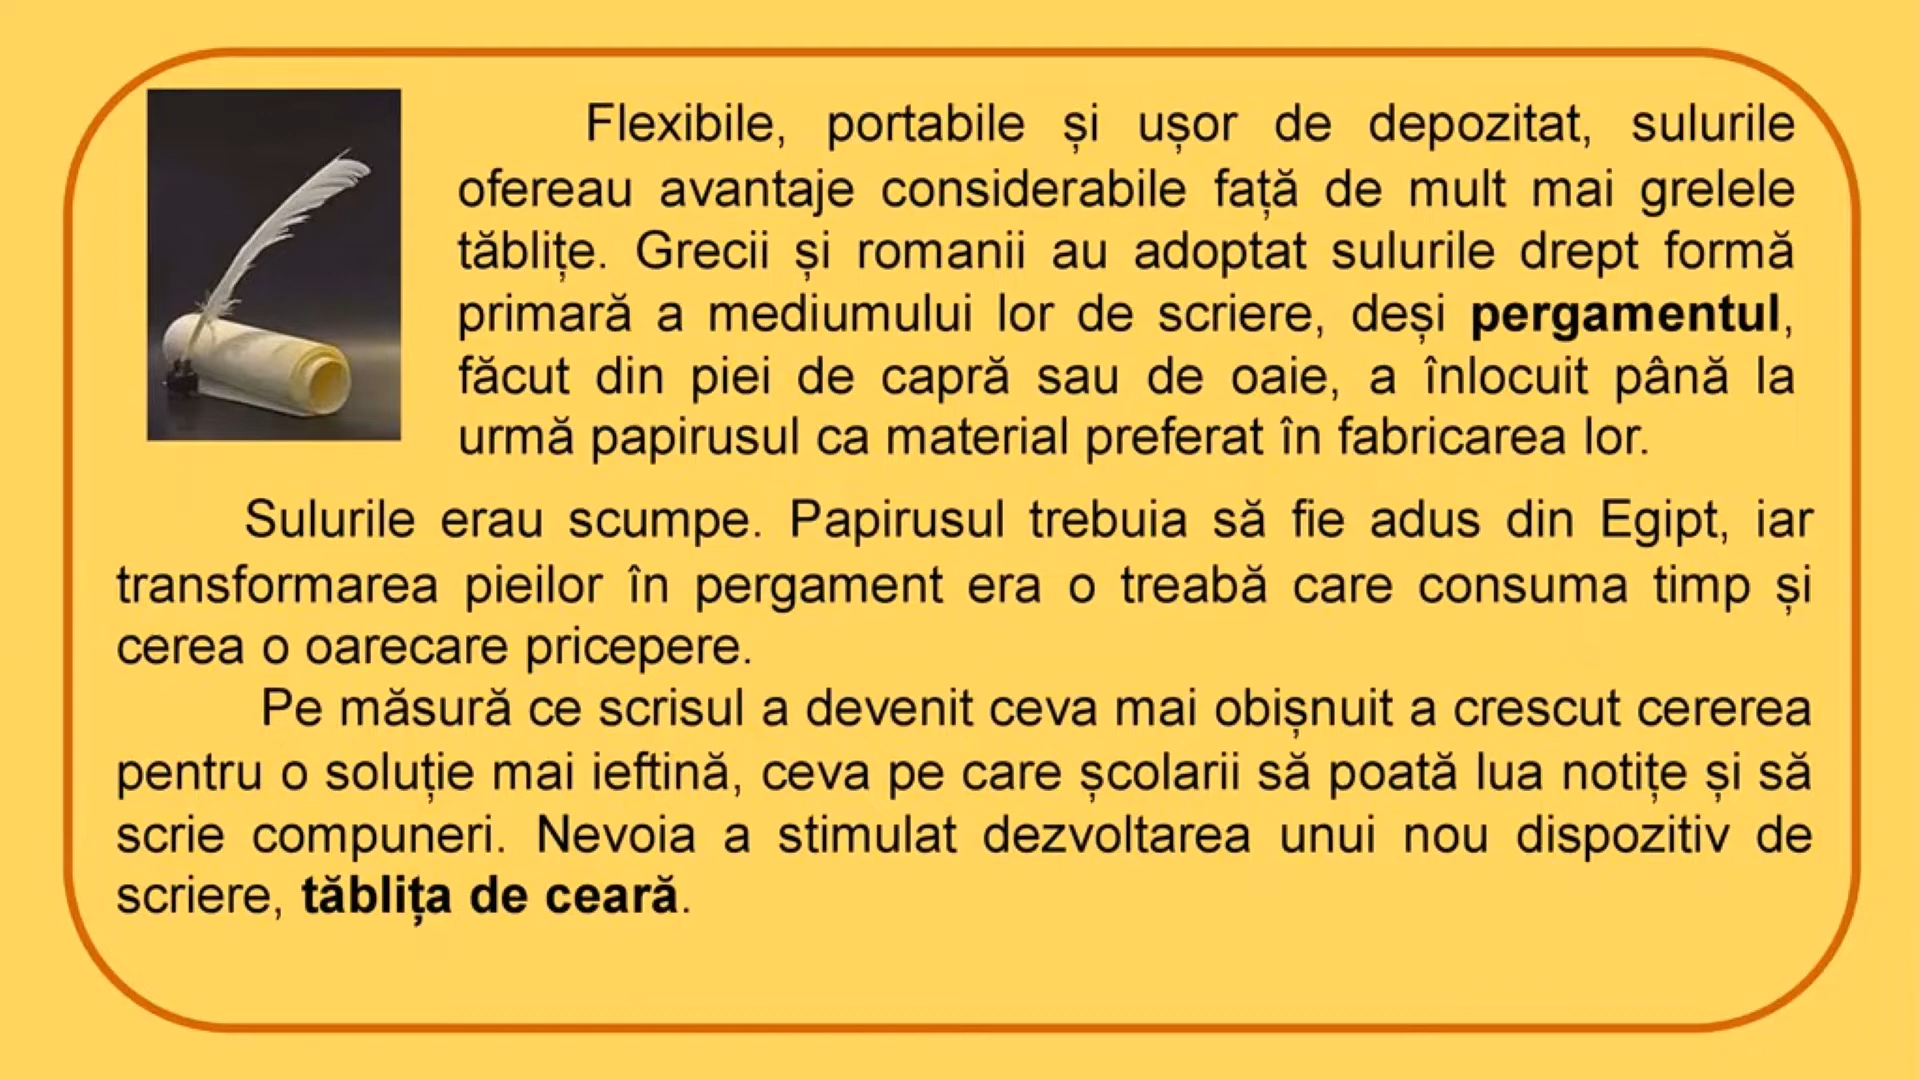 Flexibile, portabile și ușor de depozitat, sulurile
ofereau avantaje considerabile față de mult mai grelele
tăblițe. Grecii și romanii au adoptat sulurile drept formă
primară a mediumului lor de scriere, deși pergamentul,
făcut din piei de capră sau de oaie, a înlocuit până la
urmă papirusul ca material preferat în fabricarea lor.
Sulurile erau scumpe. Papirusul trebuia să fie adus din Egipt, iar
transformarea pieilor în pergament era o treabă care consuma timp și
cerea o oarecare pricepere.
Pe măsură ce scrisul a devenit ceva mai obișnuit a crescut cererea
pentru o soluție mai ieftină, ceva pe care școlarii să poată lua notițe și să
scrie compuneri. Nevoia a stimulat dezvoltarea unui nou dispozitiv de
scriere, tăblița de ceară.